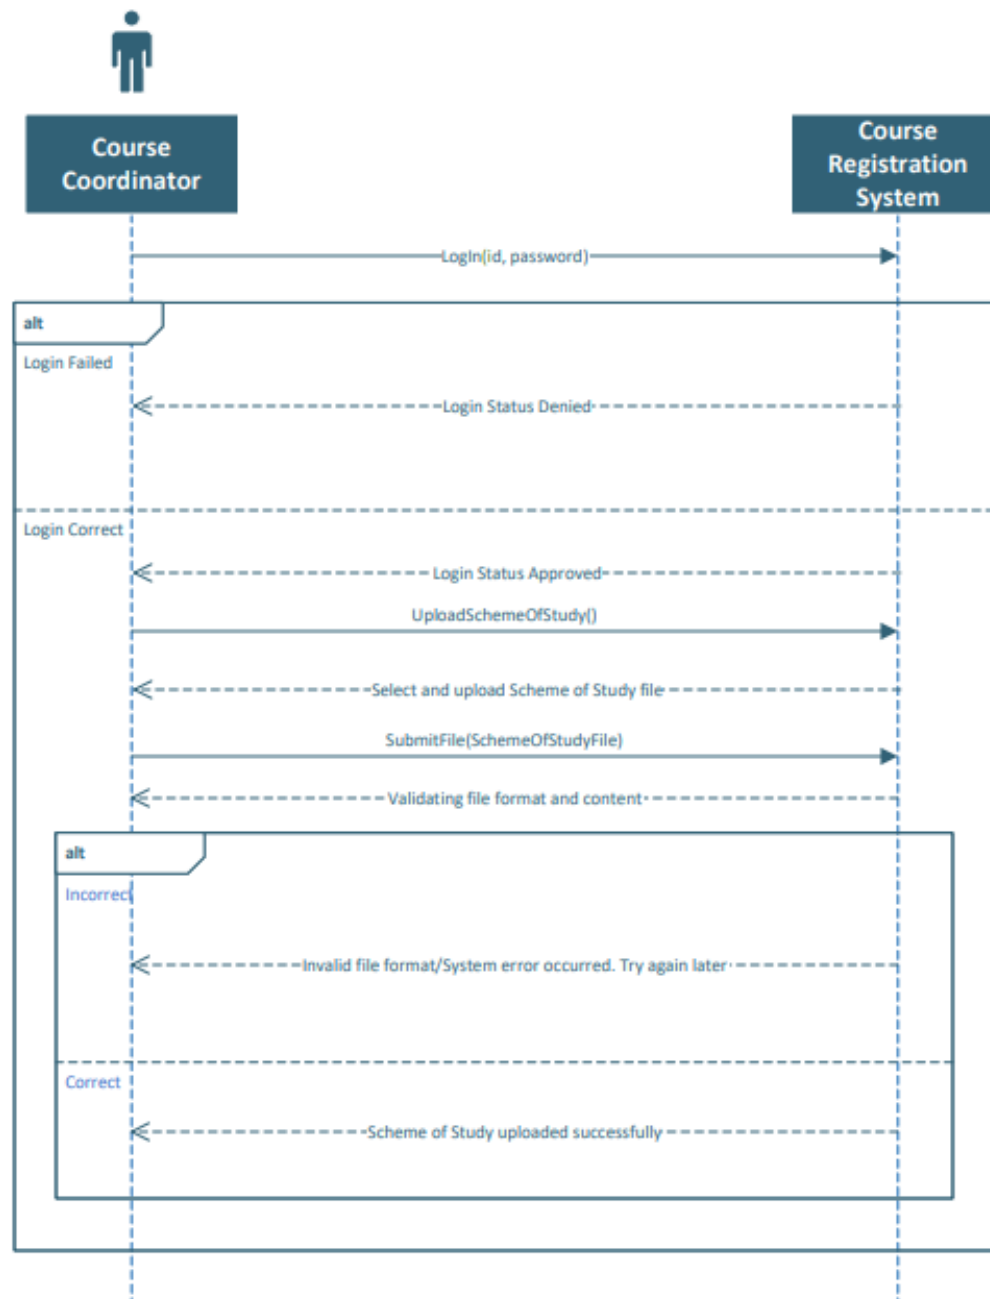 Course
Coordinator
Course
Registration
System
LogIn(id, password)
alt
Login Failed
Login Status Denied
Login Correct
Login Status Approved
UploadSchemeOfStudy()
Select and upload Scheme of Study file
SubmitFile(SchemeOfStudyFile)
Validating file format and content
alt
Incorrect
Invalid file format/System error occurred. Try again later
Correct
Scheme of Study uploaded successfully